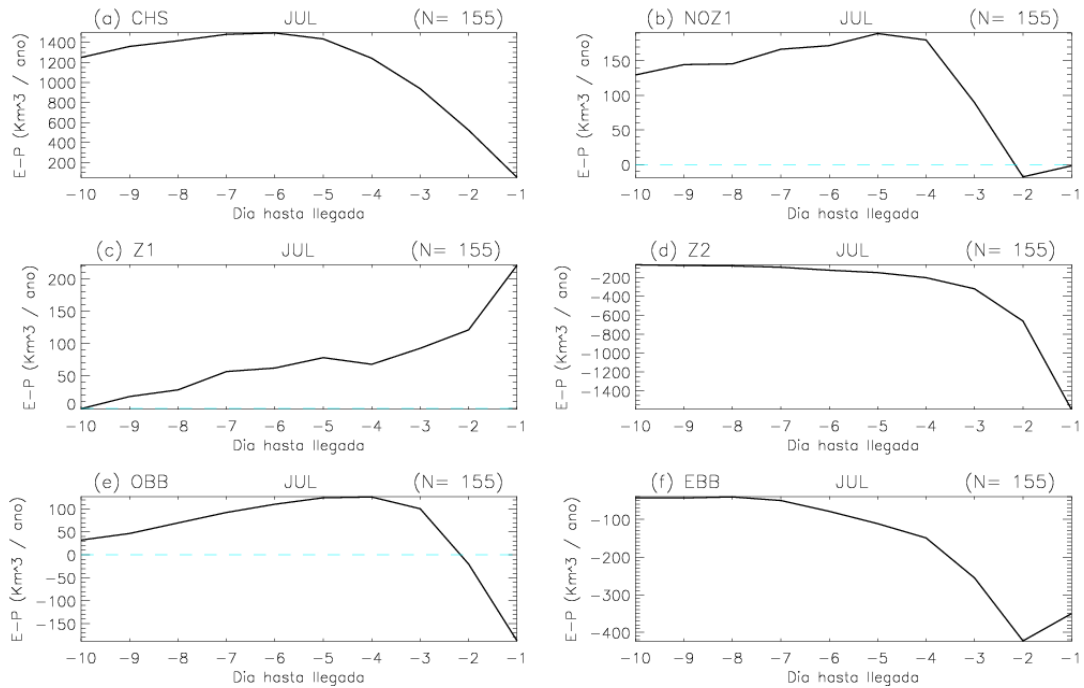 (a) CHS JUL (N= 155)
E-P (Km^3 / ano)
1400
1200
1000
800
600
400
200
-10 -9 -8 -7 -6 -5 -4 -3 -2 -1
Dia hasta llegada
(b) NOZ1 JUL (N= 155)
E-P (Km^3 / ano)
150
100
50
0
-10 -9 -8 -7 -6 -5 -4 -3 -2 -1
Dia hasta llegada
(c) Z1 JUL (N= 155)
E-P (Km^3 / ano)
200
150
100
50
0
-10 -9 -8 -7 -6 -5 -4 -3 -2 -1
Dia hasta llegada
(d) Z2 JUL (N= 155)
E-P (Km^3 / ano)
-200
-400
-600
-800
-1000
-1200
-1400
-10 -9 -8 -7 -6 -5 -4 -3 -2 -1
Dia hasta llegada
(e) OBB JUL (N= 155)
E-P (Km^3 / ano)
100
50
0
-50
-100
-150
-10 -9 -8 -7 -6 -5 -4 -3 -2 -1
Dia hasta llegada
(f) EBB JUL (N= 155)
E-P (Km^3 / ano)
-100
-200
-300
-400
-10 -9 -8 -7 -6 -5 -4 -3 -2 -1
Dia hasta llegada